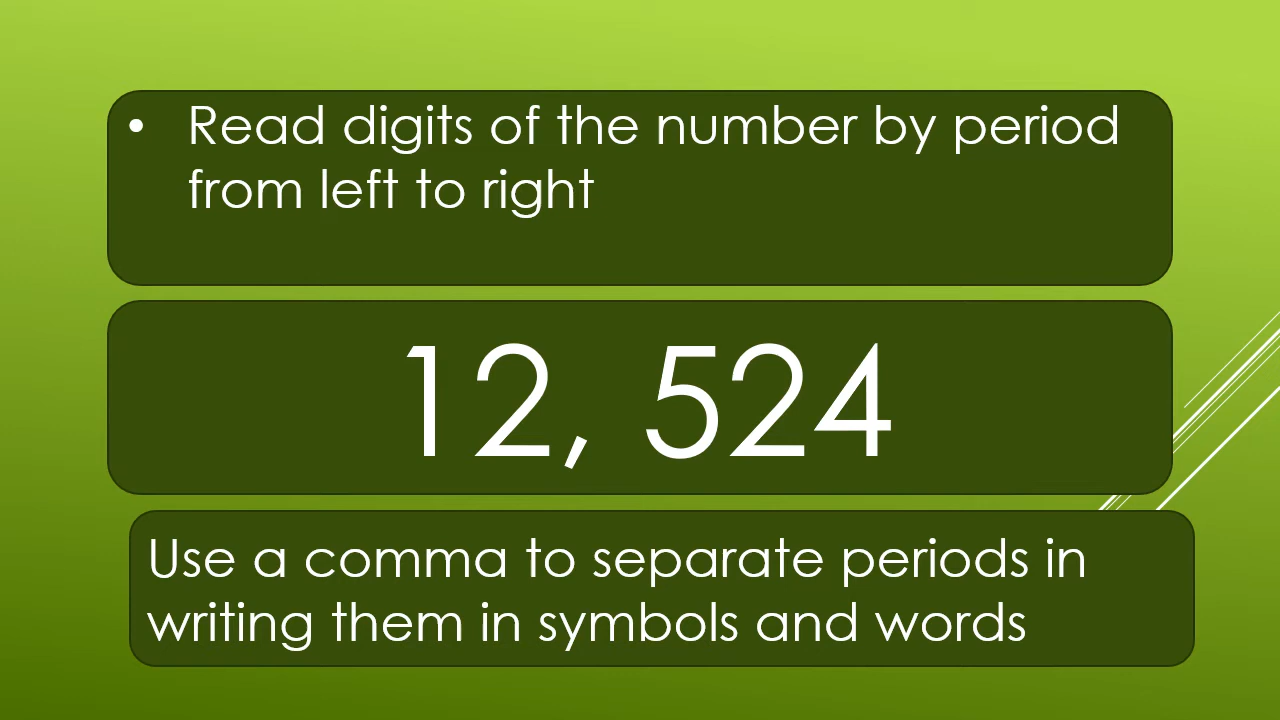 • Read digits of the number by period
from left to right
12, 524
Use a comma to separate periods in
writing them in symbols and words